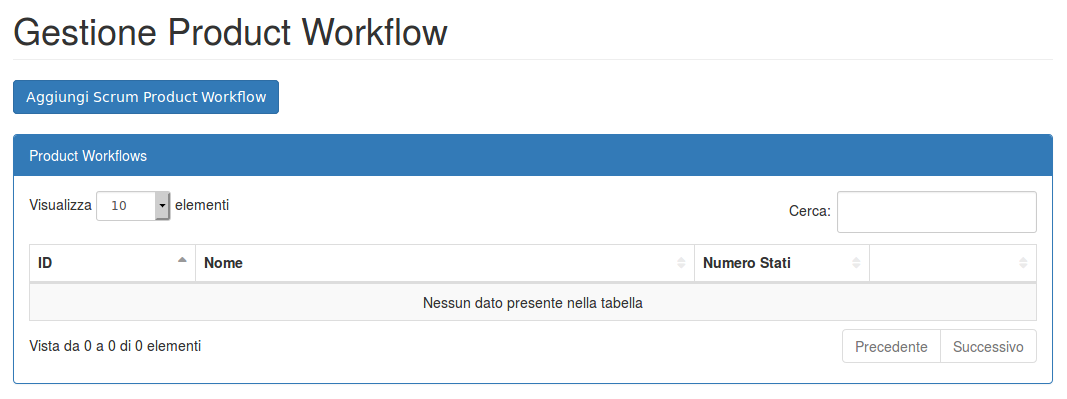 Gestione Product Workflow
Aggiungi Scrum Product Workflow
Product Workflows
Visualizza 10 elementi
Cerca:
ID Nome Numero Stati
Nessun dato presente nella tabella
Vista da 0 a 0 di 0 elementi
Precedente Successivo